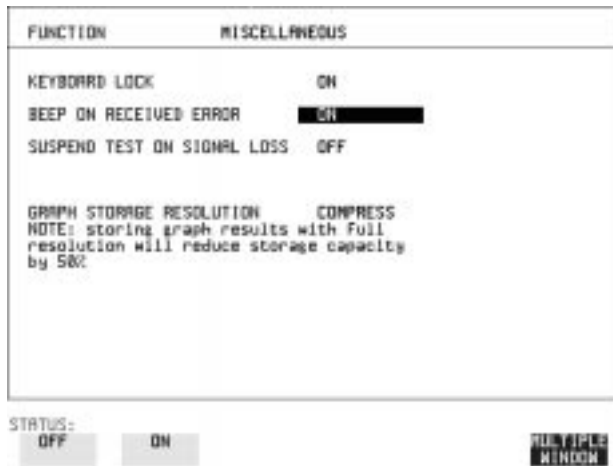 FUNCTION MISCELLANEOUS
KEYBOARD LOCK ON
BEEP ON RECEIVED ERROR ON
SUSPEND TEST ON SIGNAL LOSS OFF
GRAPH STORAGE RESOLUTION COMPRESS
NOTE: storing graph results with Full
resolution will reduce storage capacity
by 50%
STATUS:
OFF ON MULTIPLE
WINDOW